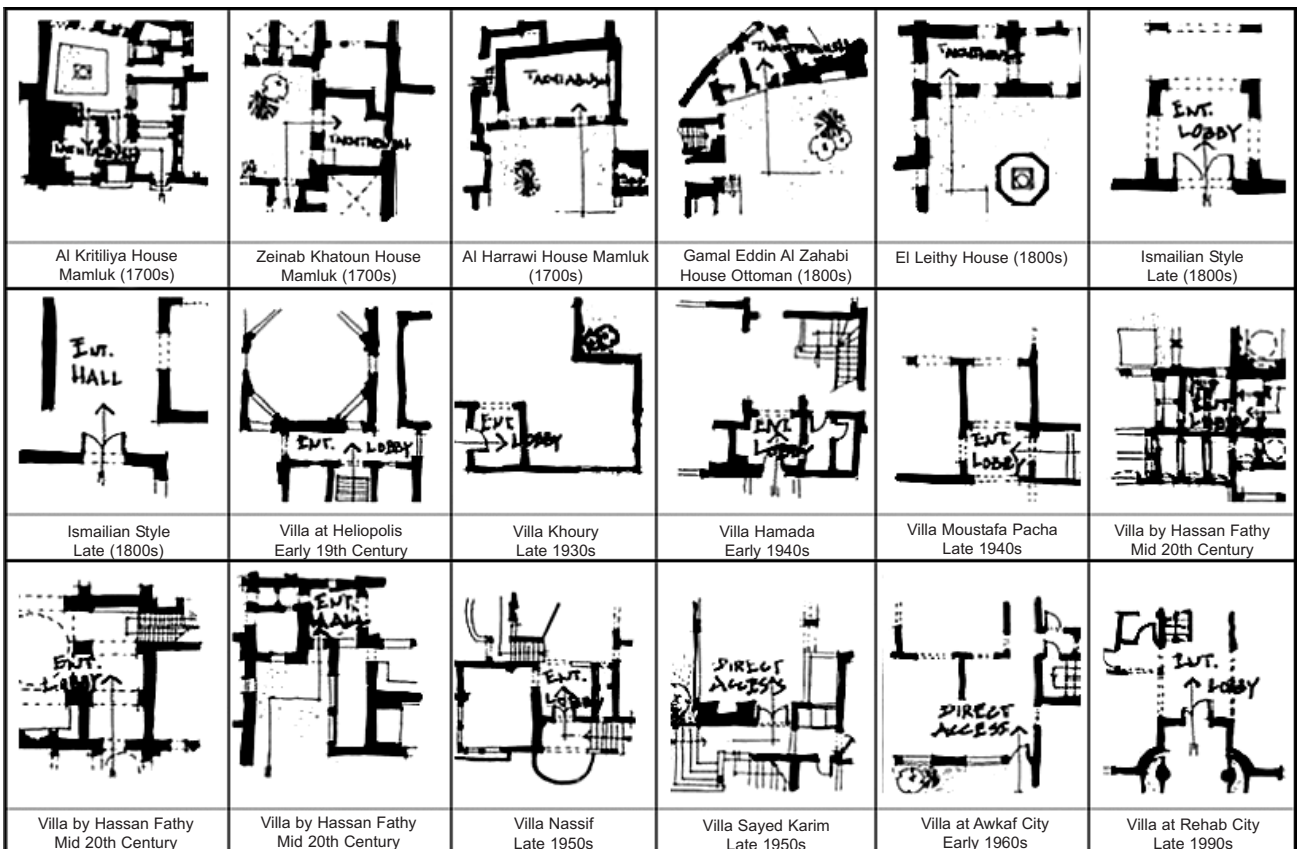 TACHTABUSH
TACHTABUSH
ENT.
LOBBY
Al Kritiliya House
Mamluk (1700s)
Zeinab Khatoun House
Mamluk (1700s)
Al Harrawi House Mamluk
(1700s)
Gamal Eddin Al Zahabi
House Ottoman (1800s)
El Leithy House (1800s)
Ismailian Style
Late (1800s)
ENT.
HALL
ENT. LOBBY
ENT.
LOBBY
ENT.
LOBBY
ENT.
LOBBY
ENT.
LOBBY
Ismailian Style
Late (1800s)
Villa at Heliopolis
Early 19th Century
Villa Khoury
Late 1930s
Villa Hamada
Early 1940s
Villa Moustafa Pacha
Late 1940s
Villa by Hassan Fathy
Mid 20th Century
ENT.
LOBBY
ENT.
HALL
ENT.
LOBBY
DIRECT
ACCESS
DIRECT
ACCESS
ENT.
LOBBY
Villa by Hassan Fathy
Mid 20th Century
Villa by Hassan Fathy
Mid 20th Century
Villa Nassif
Late 1950s
Villa Sayed Karim
Late 1950s
Villa at Awkaf City
Early 1960s
Villa at Rehab City
Late 1990s